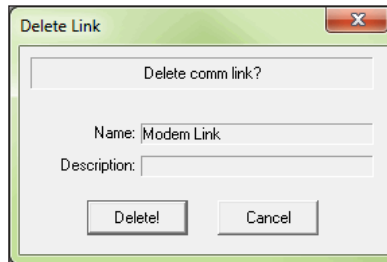 Delete Link
Delete comm link?
Name: Modem Link
Description:
Delete! Cancel